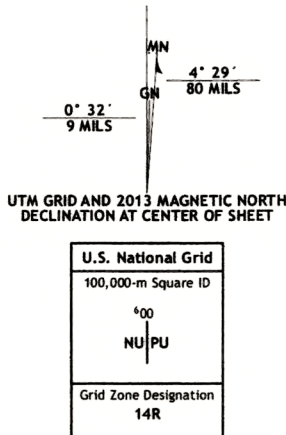 MN
4° 29´
80 MILS
GN
0° 32´
9 MILS
UTM GRID AND 2013 MAGNETIC NORTH
DECLINATION AT CENTER OF SHEET
U.S. National Grid
100,000-m Square ID
⁶00
NU PU
Grid Zone Designation
14R